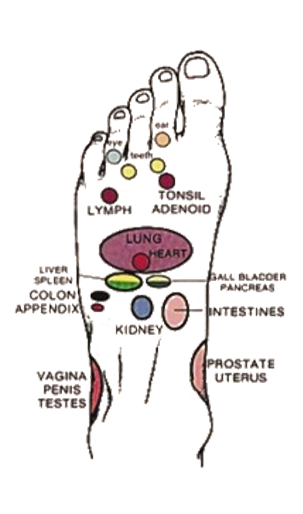 ear
eye
teeth
LYMPH
TONSIL
ADENOID
LUNG
HEART
LIVER
SPLEEN
GALL BLADDER
PANCREAS
COLON
APPENDIX
KIDNEY
INTESTINES
VAGINA
PENIS
TESTES
PROSTATE
UTERUS